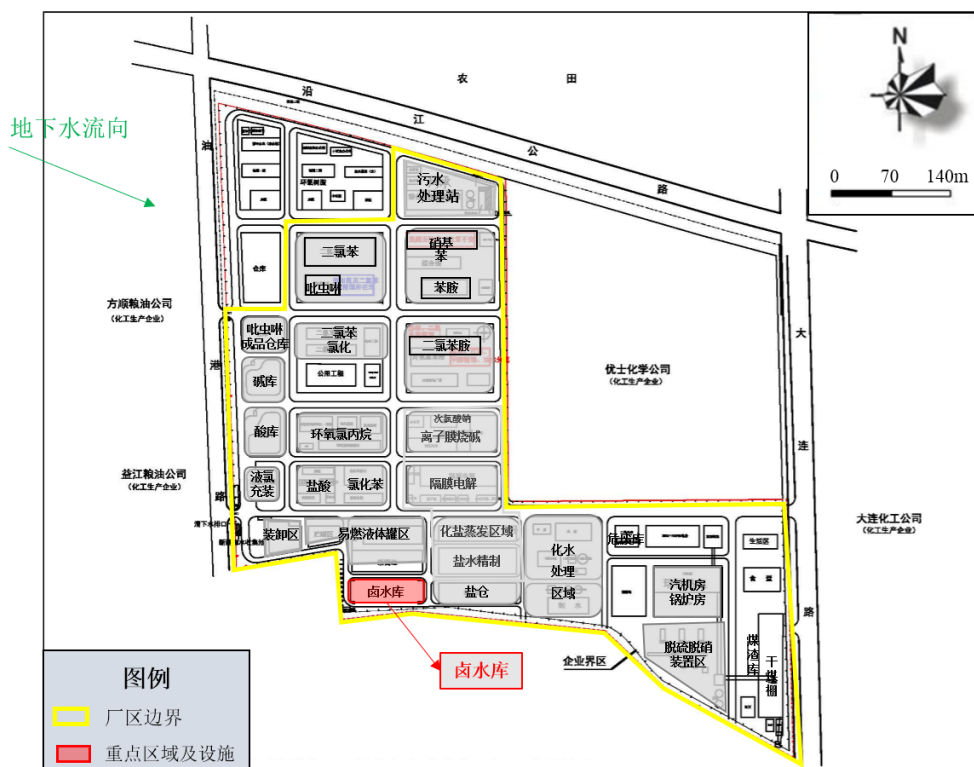 N
0 70 140m
农 田
沿 江 公 路
地下水流向
油 港 路
污水
处理站
环氧树脂
二氯苯
硝基
苯
仓库
吡虫啉
苯胺
方顺粮油公司
(化工生产企业)
吡虫啉
成品仓库
二氯苯
氯化
二氯苯胺
大 连 路
碱库
公用工程
优士化学公司
(化工生产企业)
酸库
环氧氯丙烷
次氯酸钠
离子膜烧碱
益江粮油公司
(化工生产企业)
液氯
充装
盐酸
氯化苯
隔膜电解
大连化工公司
(化工生产企业)
装卸区
易燃液体罐区
化盐蒸发区域
盐水精制
化水
处理
区域
危废库
生活区
食堂
卤水库
盐仓
汽机房
锅炉房
脱硫脱硝
装置区
煤渣库
干煤棚
企业界区
卤水库
图例
厂区边界
重点区域及设施